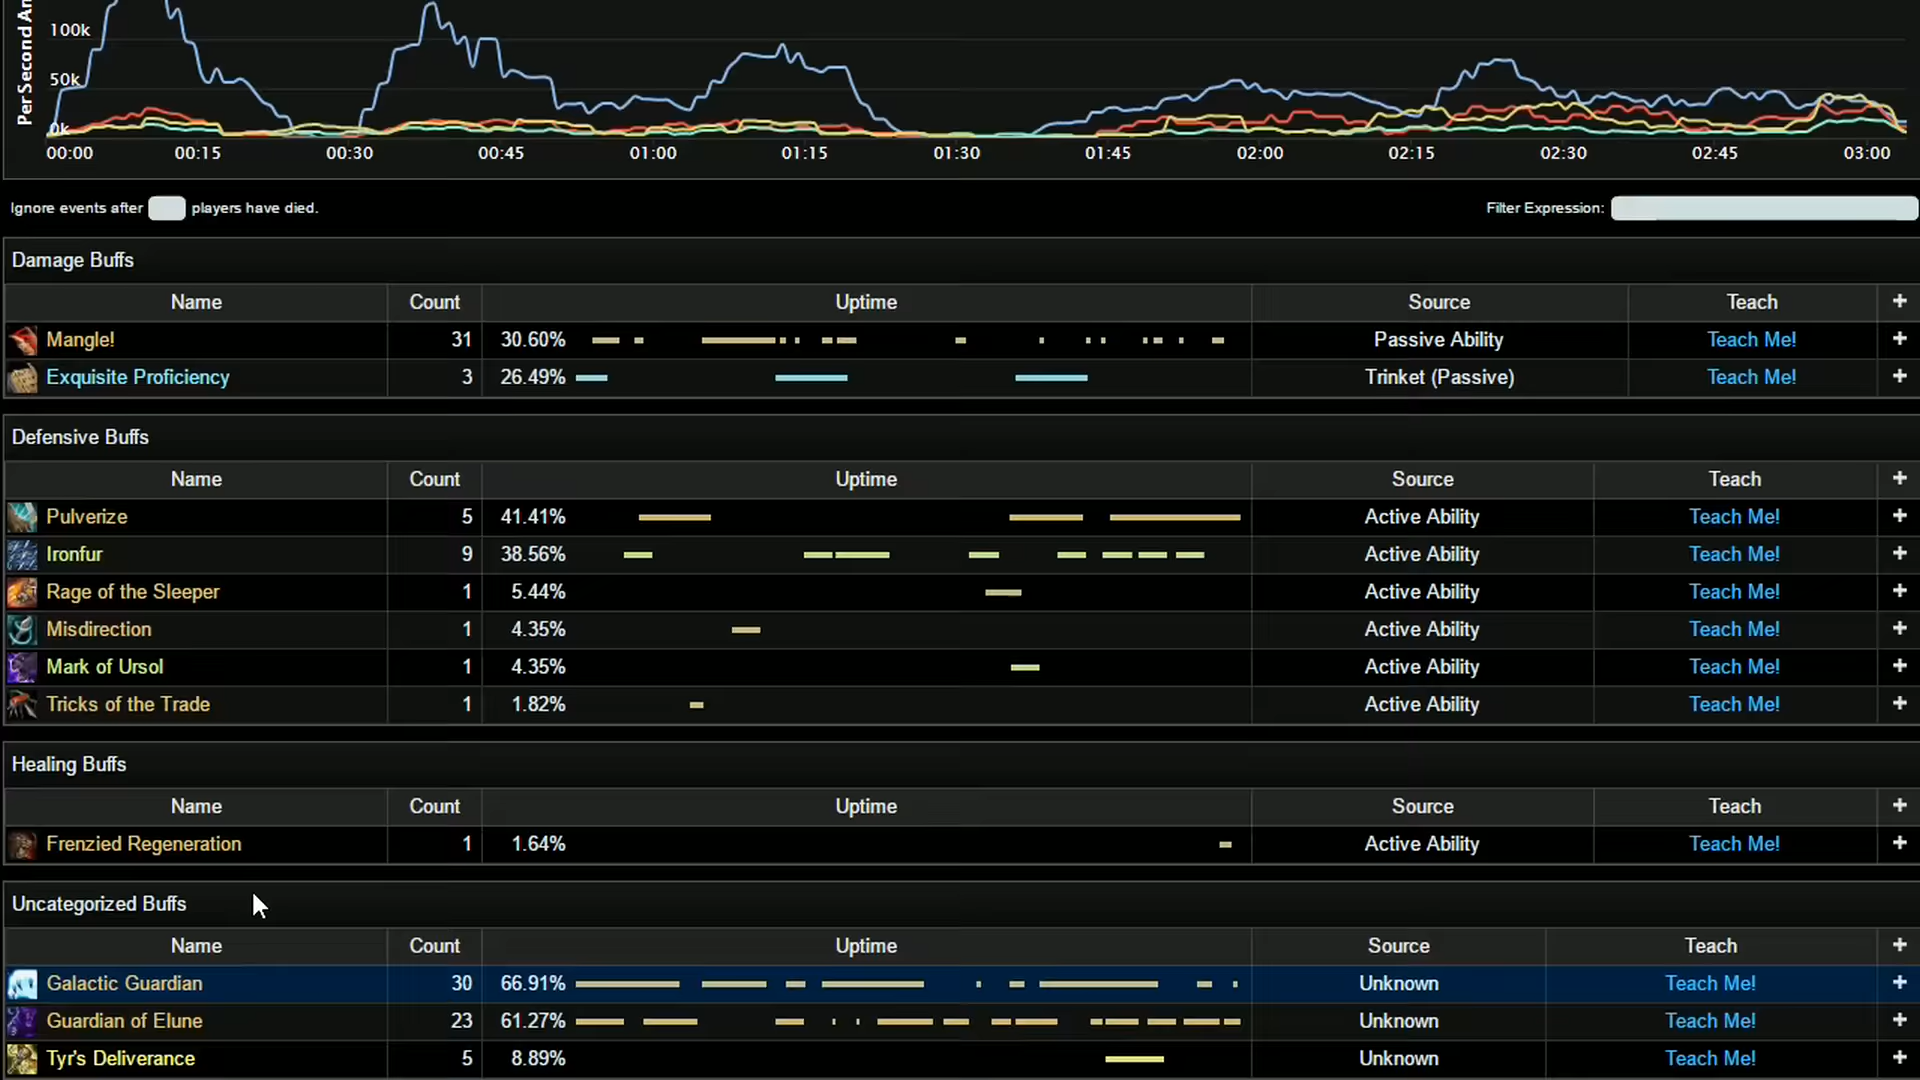 PerSecond An
100k
50k
0k
00:00 00:15 00:30 00:45 01:00 01:15 01:30 01:45 02:00 02:15 02:30 02:45 03:00
Ignore events after players have died. Filter Expression:
Damage Buffs
Name Count Uptime Source Teach +
Mangle! 31 30.60% Passive Ability Teach Me! +
Exquisite Proficiency 3 26.49% Trinket (Passive) Teach Me! +
Defensive Buffs
Name Count Uptime Source Teach +
Pulverize 5 41.41% Active Ability Teach Me! +
Ironfur 9 38.56% Active Ability Teach Me! +
Rage of the Sleeper 1 5.44% Active Ability Teach Me! +
Misdirection 1 4.35% Active Ability Teach Me! +
Mark of Ursol 1 4.35% Active Ability Teach Me! +
Tricks of the Trade 1 1.82% Active Ability Teach Me! +
Healing Buffs
Name Count Uptime Source Teach +
Frenzied Regeneration 1 1.64% Active Ability Teach Me! +
Uncategorized Buffs
Name Count Uptime Source Teach +
Galactic Guardian 30 66.91% Unknown Teach Me! +
Guardian of Elune 23 61.27% Unknown Teach Me! +
Tyr's Deliverance 5 8.89% Unknown Teach Me! +